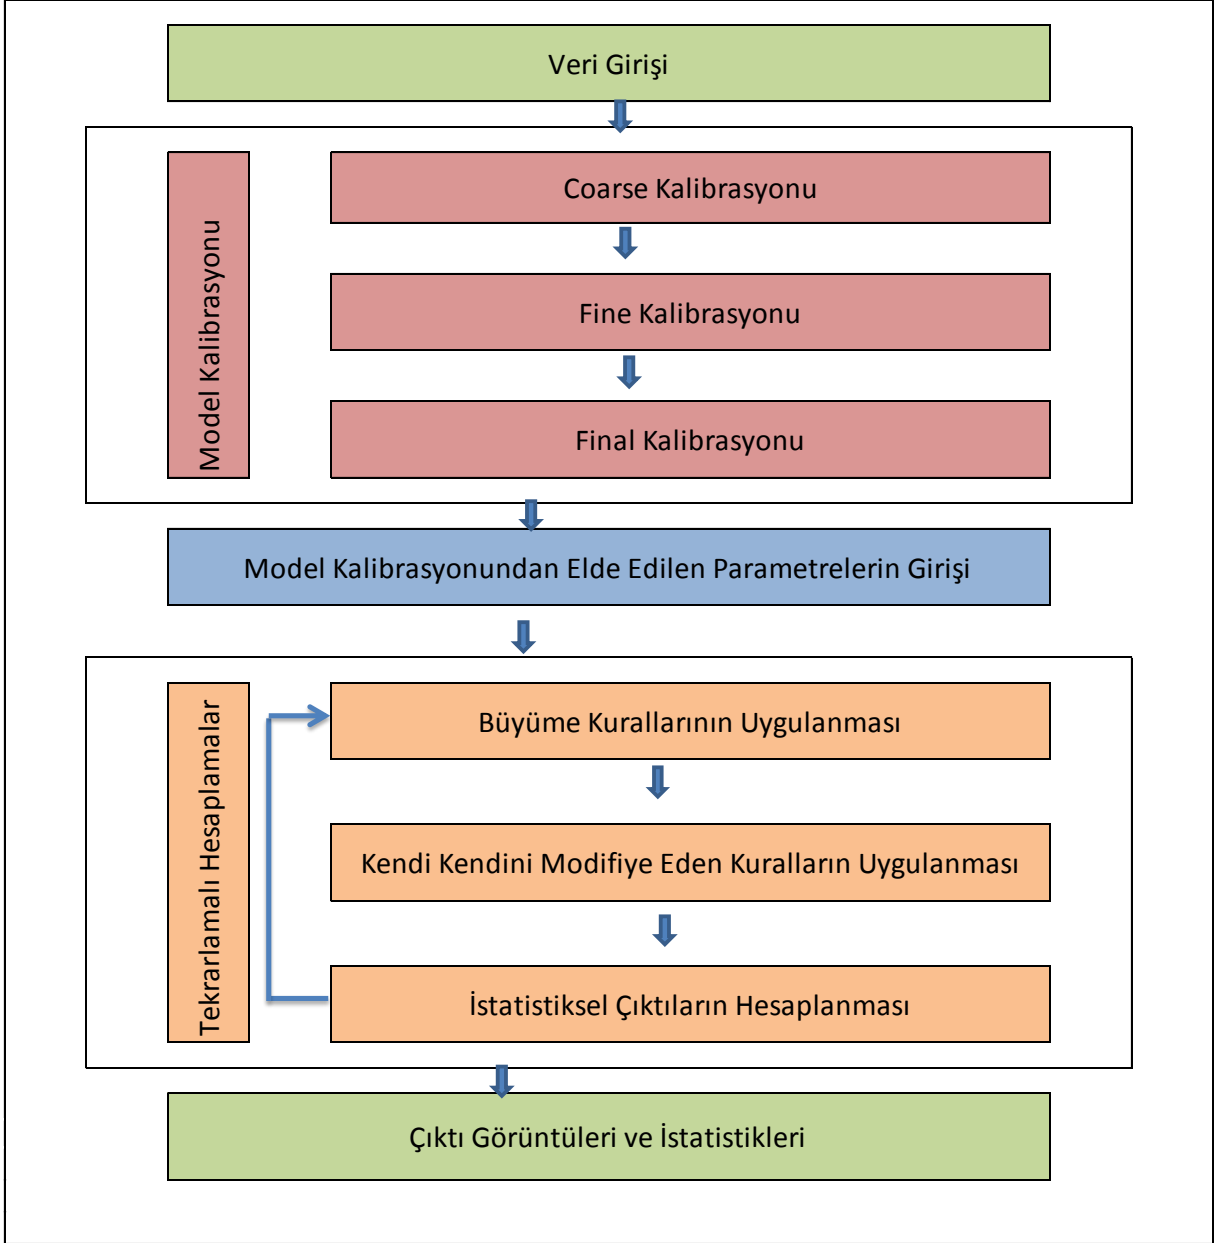 Veri Girişi
Model Kalibrasyonu
Coarse Kalibrasyonu
Fine Kalibrasyonu
Final Kalibrasyonu
Model Kalibrasyonundan Elde Edilen Parametrelerin Girişi
Tekrarlamalı Hesaplamalar
Büyüme Kurallarının Uygulanması
Kendi Kendini Modifiye Eden Kuralların Uygulanması
İstatistiksel Çıktıların Hesaplanması
Çıktı Görüntüleri ve İstatistikleri